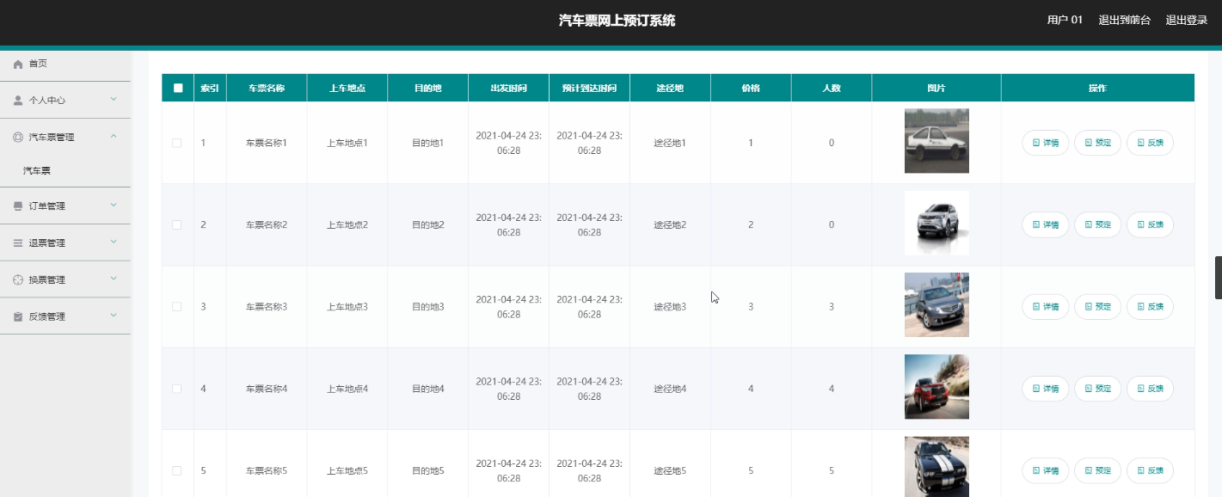 汽车票网上预订系统
用户 01 退出到前台 退出登录
首页
个人中心
汽车票管理
汽车票
订单管理
退票管理
换票管理
反馈管理
索引 车票名称 上车地点 目的地 出发时间 预计到达时间 途径地 价格 人数 图片 操作
1 车票名称1 上车地点1 目的地1 2021-04-24 23:06:28 2021-04-24 23:06:28 途径地1 1 0 详情 预定 反馈
2 车票名称2 上车地点2 目的地2 2021-04-24 23:06:28 2021-04-24 23:06:28 途径地2 2 0 详情 预定 反馈
3 车票名称3 上车地点3 目的地3 2021-04-24 23:06:28 2021-04-24 23:06:28 途径地3 3 3 详情 预定 反馈
4 车票名称4 上车地点4 目的地4 2021-04-24 23:06:28 2021-04-24 23:06:28 途径地4 4 4 详情 预定 反馈
5 车票名称5 上车地点5 目的地5 2021-04-24 23:06:28 2021-04-24 23:06:28 途径地5 5 5 详情 预定 反馈